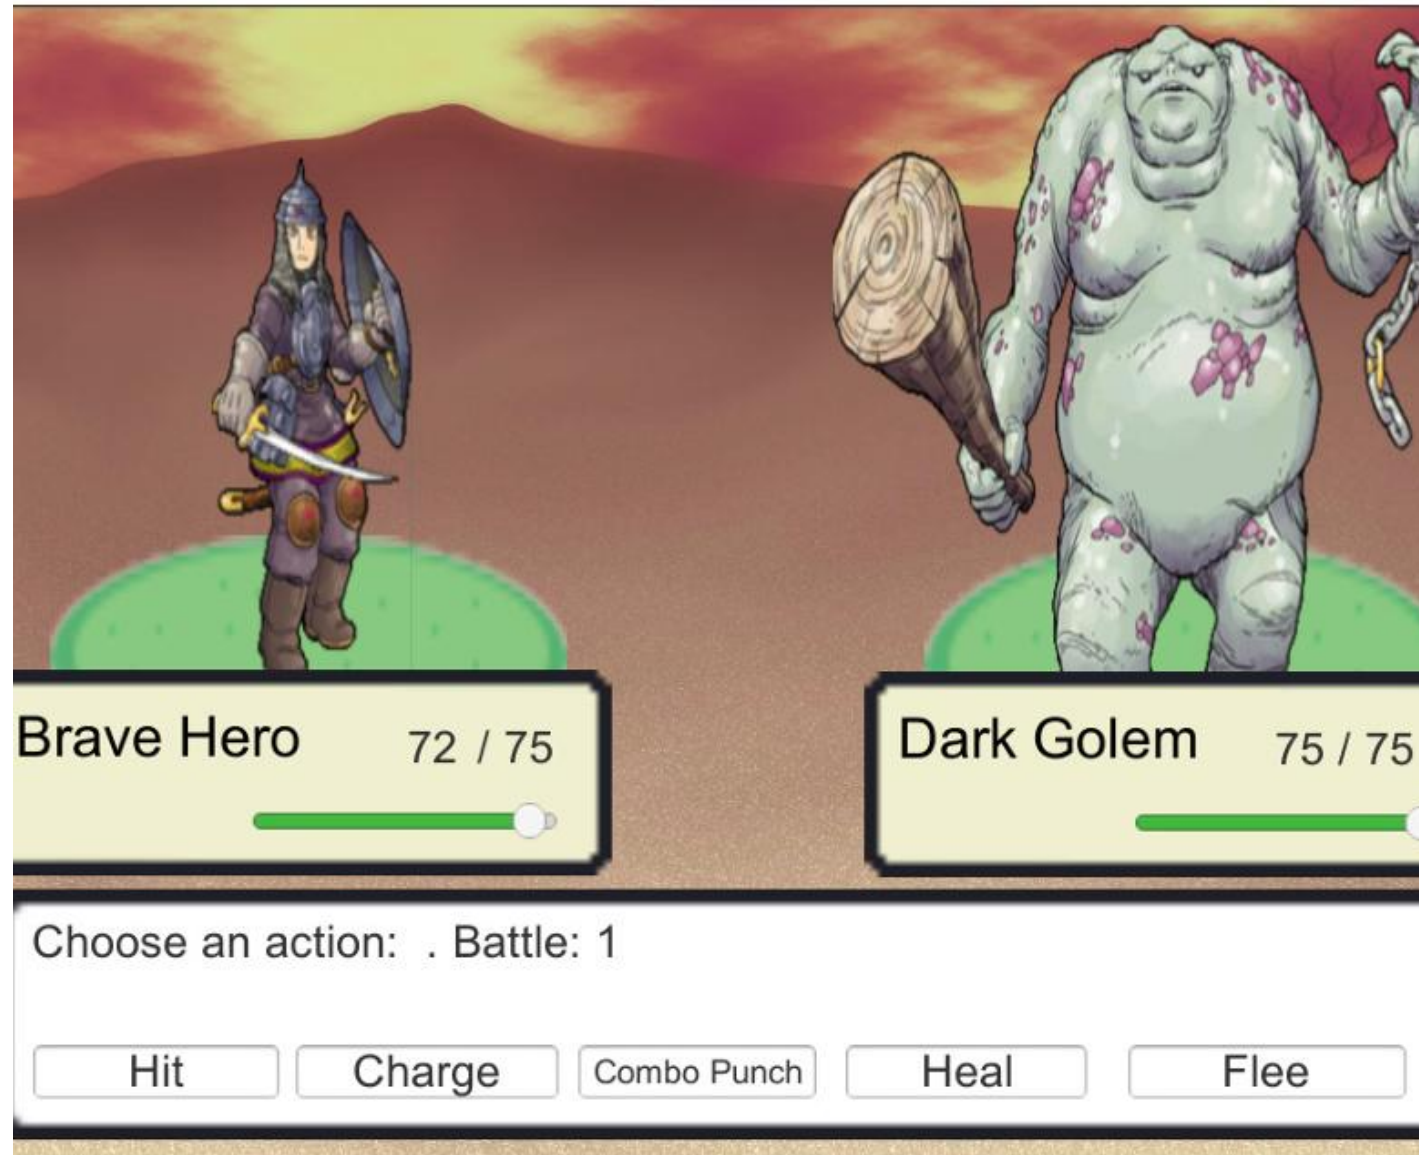 Brave Hero 72 / 75
Dark Golem 75 / 75
Choose an action:  . Battle: 1
Hit Charge Combo Punch Heal Flee